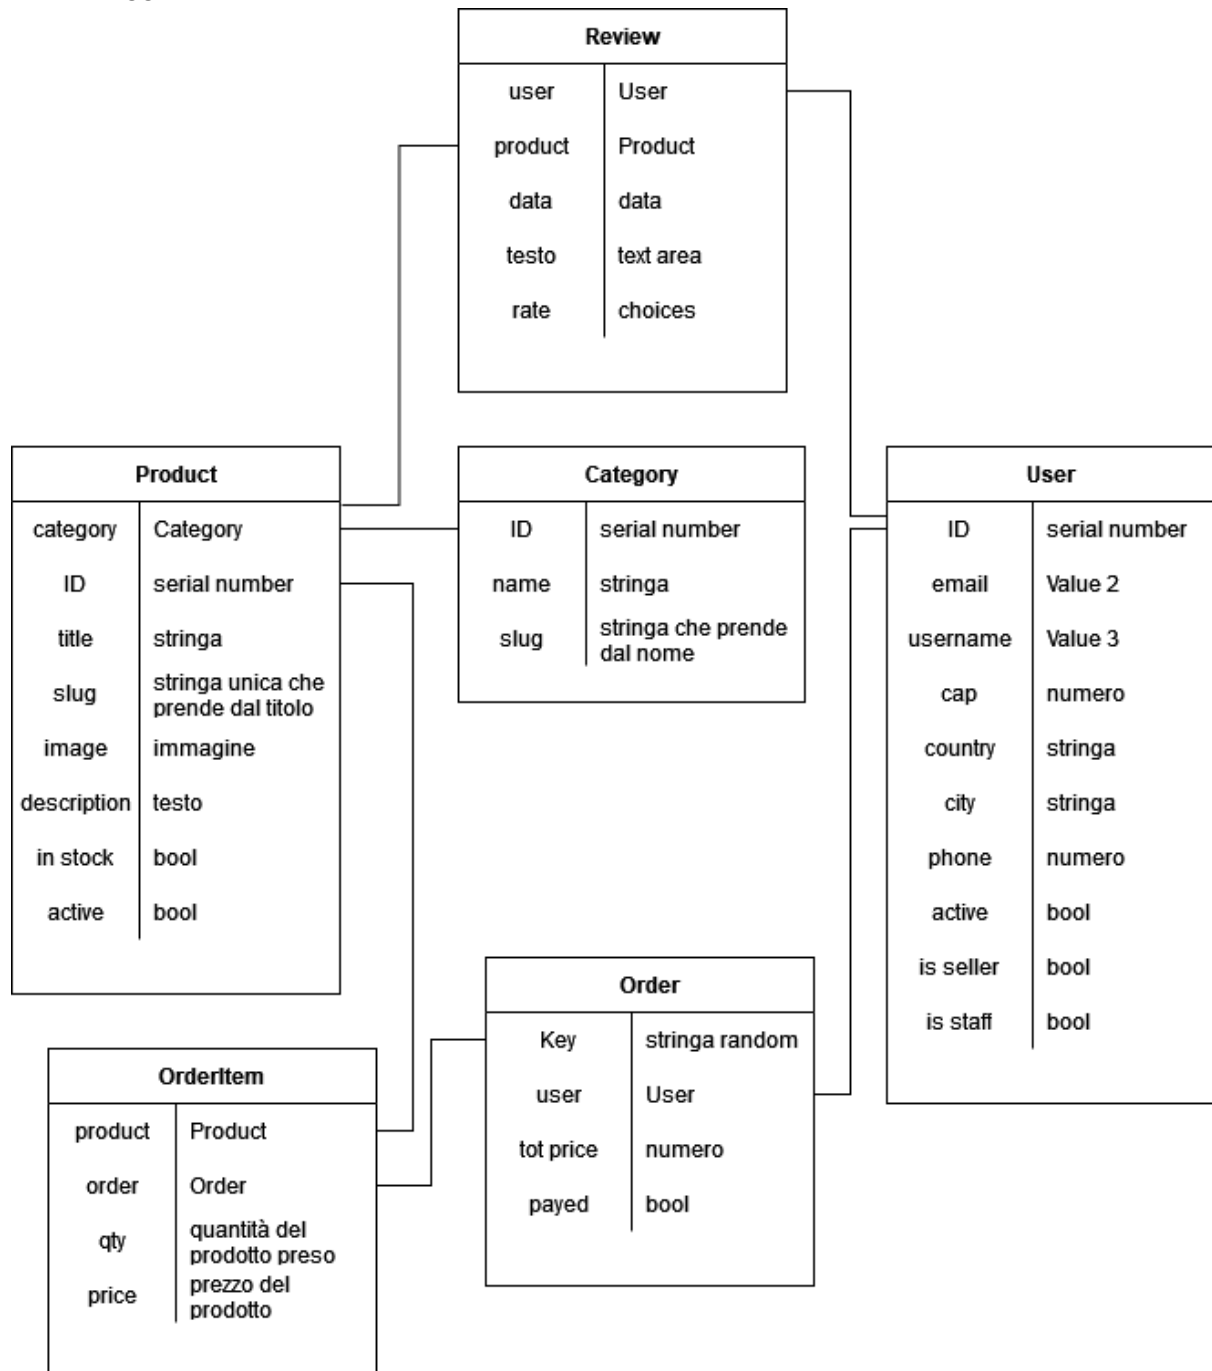 Review
user User
product Product
data data
testo text area
rate choices
Product
category Category
ID serial number
title stringa
slug stringa unica che
prende dal titolo
image immagine
description testo
in stock bool
active bool
Category
ID serial number
name stringa
slug stringa che prende
dal nome
User
ID serial number
email Value 2
username Value 3
cap numero
country stringa
city stringa
phone numero
active bool
is seller bool
is staff bool
OrderItem
product Product
order Order
qty quantità del
prodotto preso
price prezzo del
prodotto
Order
Key stringa random
user User
tot price numero
payed bool